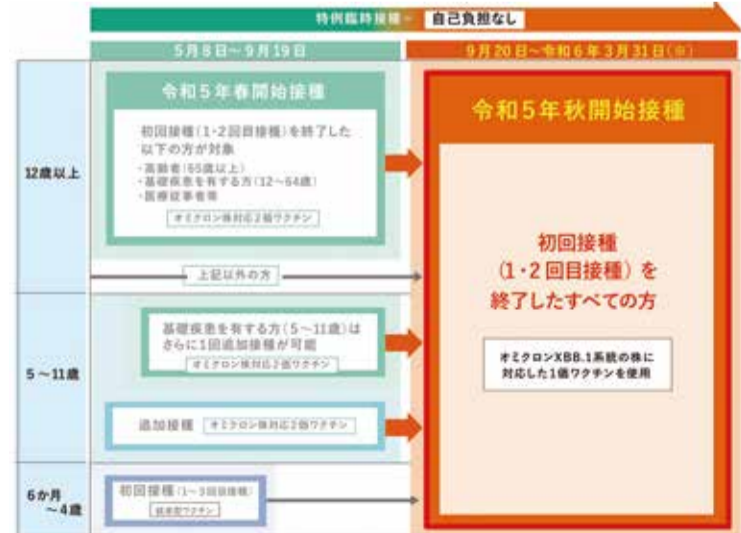 特例臨時接種－ 自己負担なし
5月8日～9月19日
9月20日～令和6年3月31日(※)
12歳以上
令和5年春開始接種
初回接種(1・2回目接種)を終了した
以下の方が対象
・高齢者(65歳以上)
・基礎疾患を有する方(12～64歳)
・医療従事者等
オミクロン株対応2価ワクチン
上記以外の方
5～11歳
基礎疾患を有する方(5～11歳)は
さらに1回追加接種が可能
オミクロン株対応2価ワクチン
追加接種 オミクロン株対応2価ワクチン
6か月
～4歳
初回接種(1～3回目接種)
従来型ワクチン
令和5年秋開始接種
初回接種
(1・2回目接種)を
終了したすべての方
オミクロンXBB.1系統の株に
対応した1価ワクチンを使用